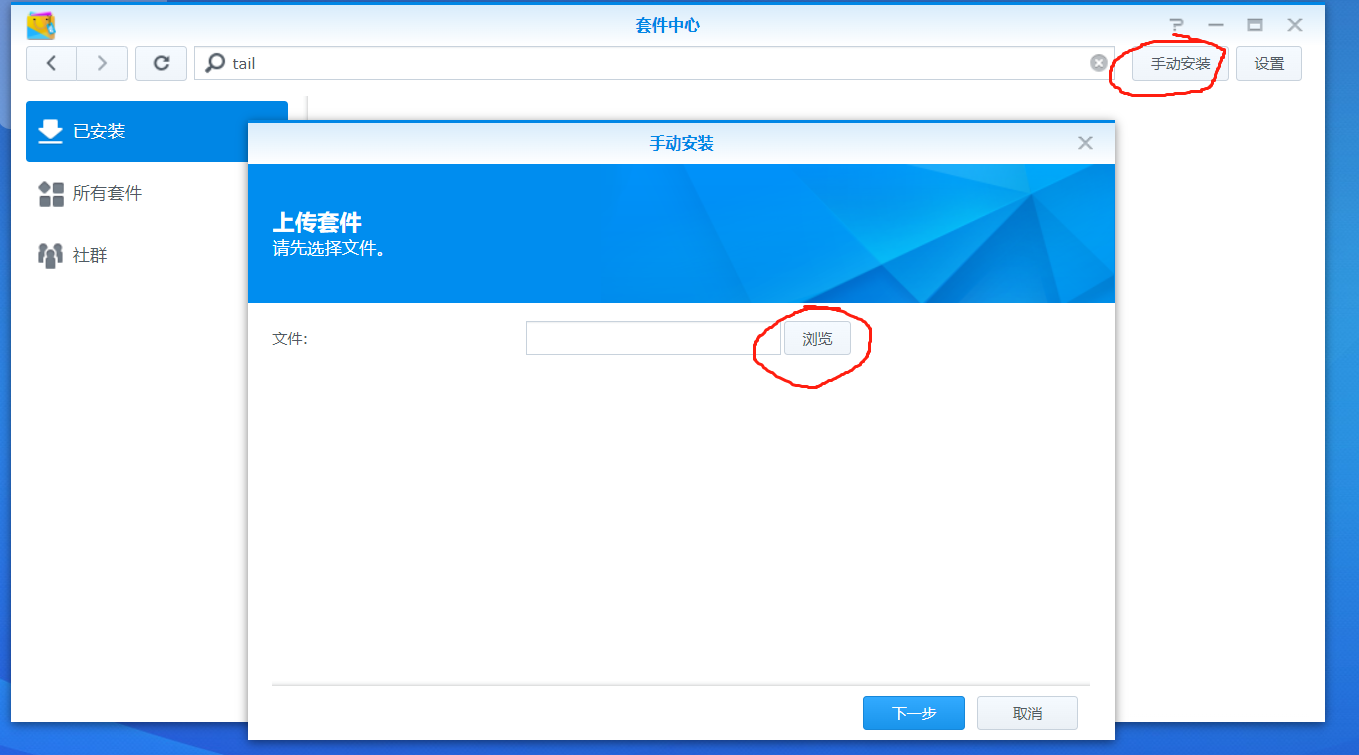 套件中心
tail
手动安装
设置
已安装
所有套件
社群
手动安装
上传套件
请先选择文件。
文件:
浏览
下一步
取消